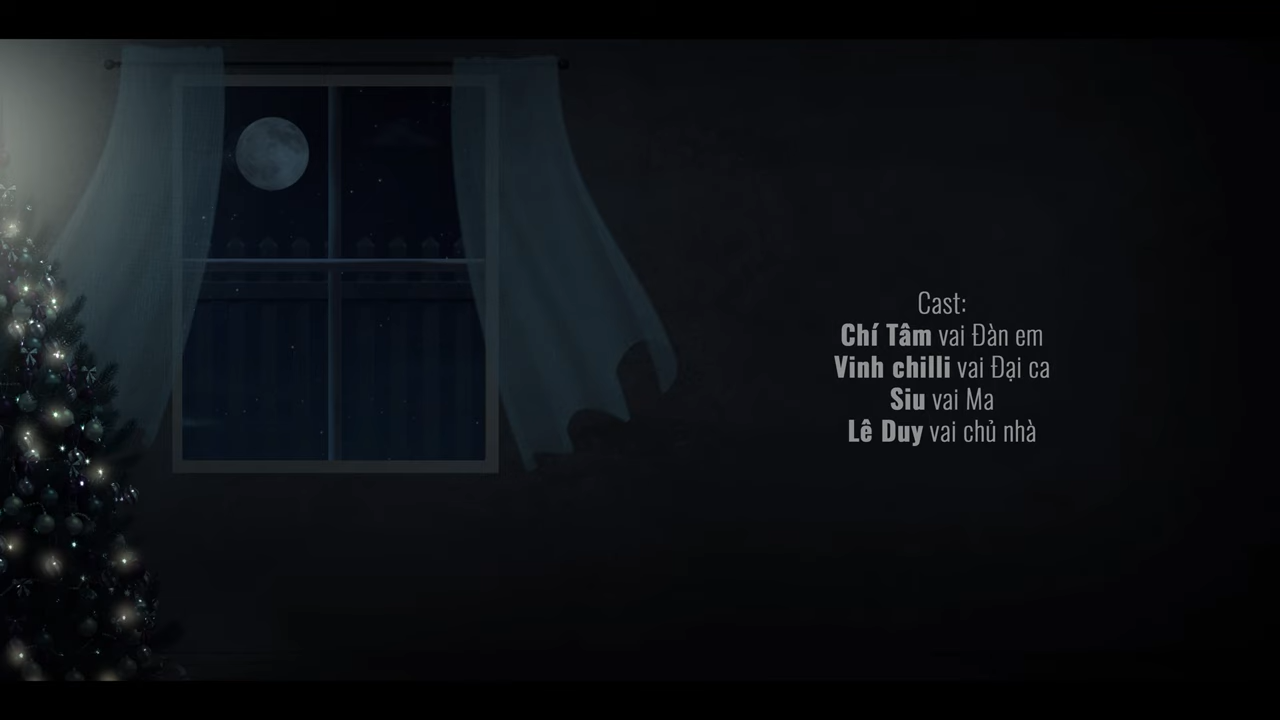 Cast:
Chí Tâm vai Đàn em
Vinh chilli vai Đại ca
Siu vai Ma
Lê Duy vai chủ nhà